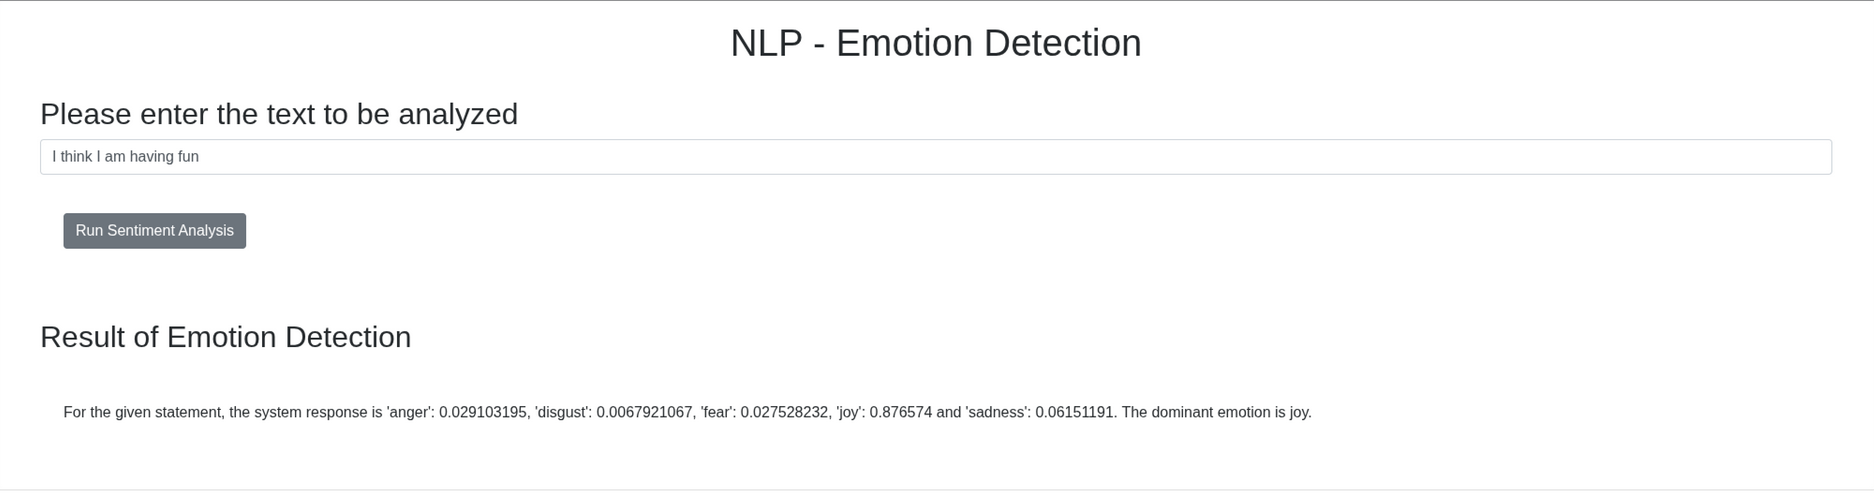 NLP - Emotion Detection
Please enter the text to be analyzed
I think I am having fun
Run Sentiment Analysis
Result of Emotion Detection
For the given statement, the system response is 'anger': 0.029103195, 'disgust': 0.0067921067, 'fear': 0.027528232, 'joy': 0.876574 and 'sadness': 0.06151191. The dominant emotion is joy.